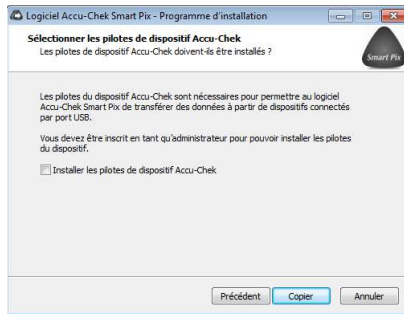 Logiciel Accu-Chek Smart Pix - Programme d'installation
Sélectionner les pilotes de dispositif Accu-Chek
Les pilotes de dispositif Accu-Chek doivent-ils être installés ?
Smart Pix
Les pilotes du dispositif Accu-Chek sont nécessaires pour permettre au logiciel
Accu-Chek Smart Pix de transférer des données à partir de dispositifs connectés
par port USB.
Vous devez être inscrit en tant qu'administrateur pour pouvoir installer les pilotes
du dispositif.
Installer les pilotes de dispositif Accu-Chek
Précédent Copier Annuler